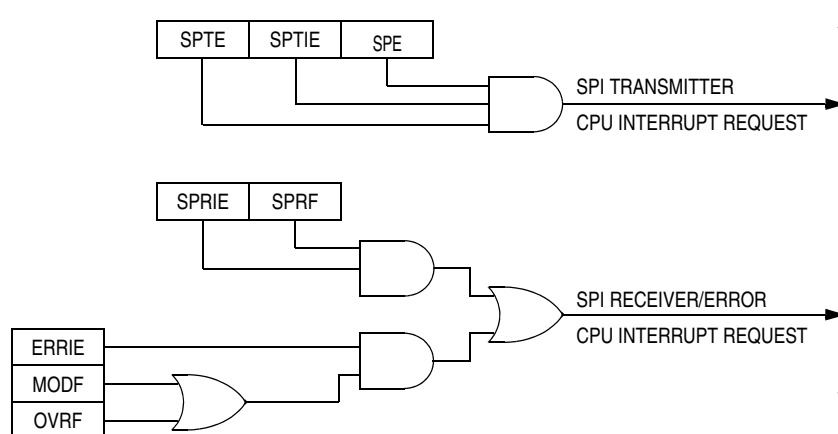 SPTE SPTIE SPE
SPI TRANSMITTER
CPU INTERRUPT REQUEST
SPRIE SPRF
SPI RECEIVER/ERROR
CPU INTERRUPT REQUEST
ERRIE
MODF
OVRF